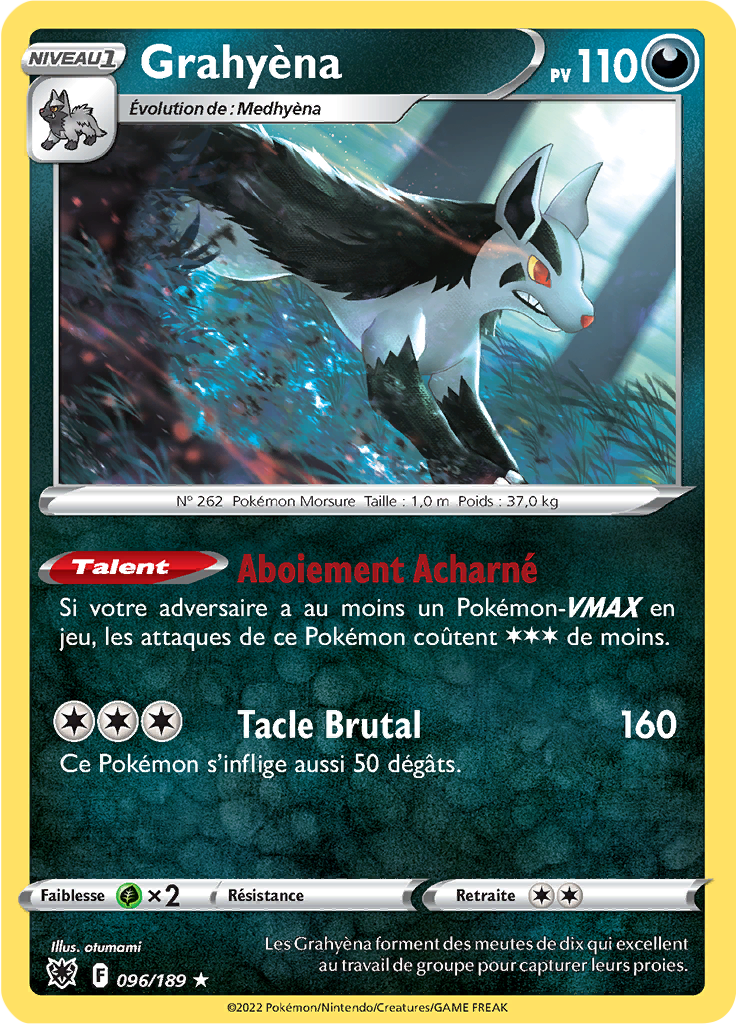 NIVEAU 1
Grahyèna
PV 110
Évolution de : Medhyèna
N° 262 Pokémon Morsure Taille : 1,0 m Poids : 37,0 kg
Talent Aboiement Acharné
Si votre adversaire a au moins un Pokémon-VMAX en
jeu, les attaques de ce Pokémon coûtent ✶✶✶ de moins.
Tacle Brutal 160
Ce Pokémon s'inflige aussi 50 dégâts.
Faiblesse ×2 Résistance Retraite
Illus. otumami
Les Grahyèna forment des meutes de dix qui excellent
au travail de groupe pour capturer leurs proies.
F 096/189 ★
©2022 Pokémon/Nintendo/Creatures/GAME FREAK